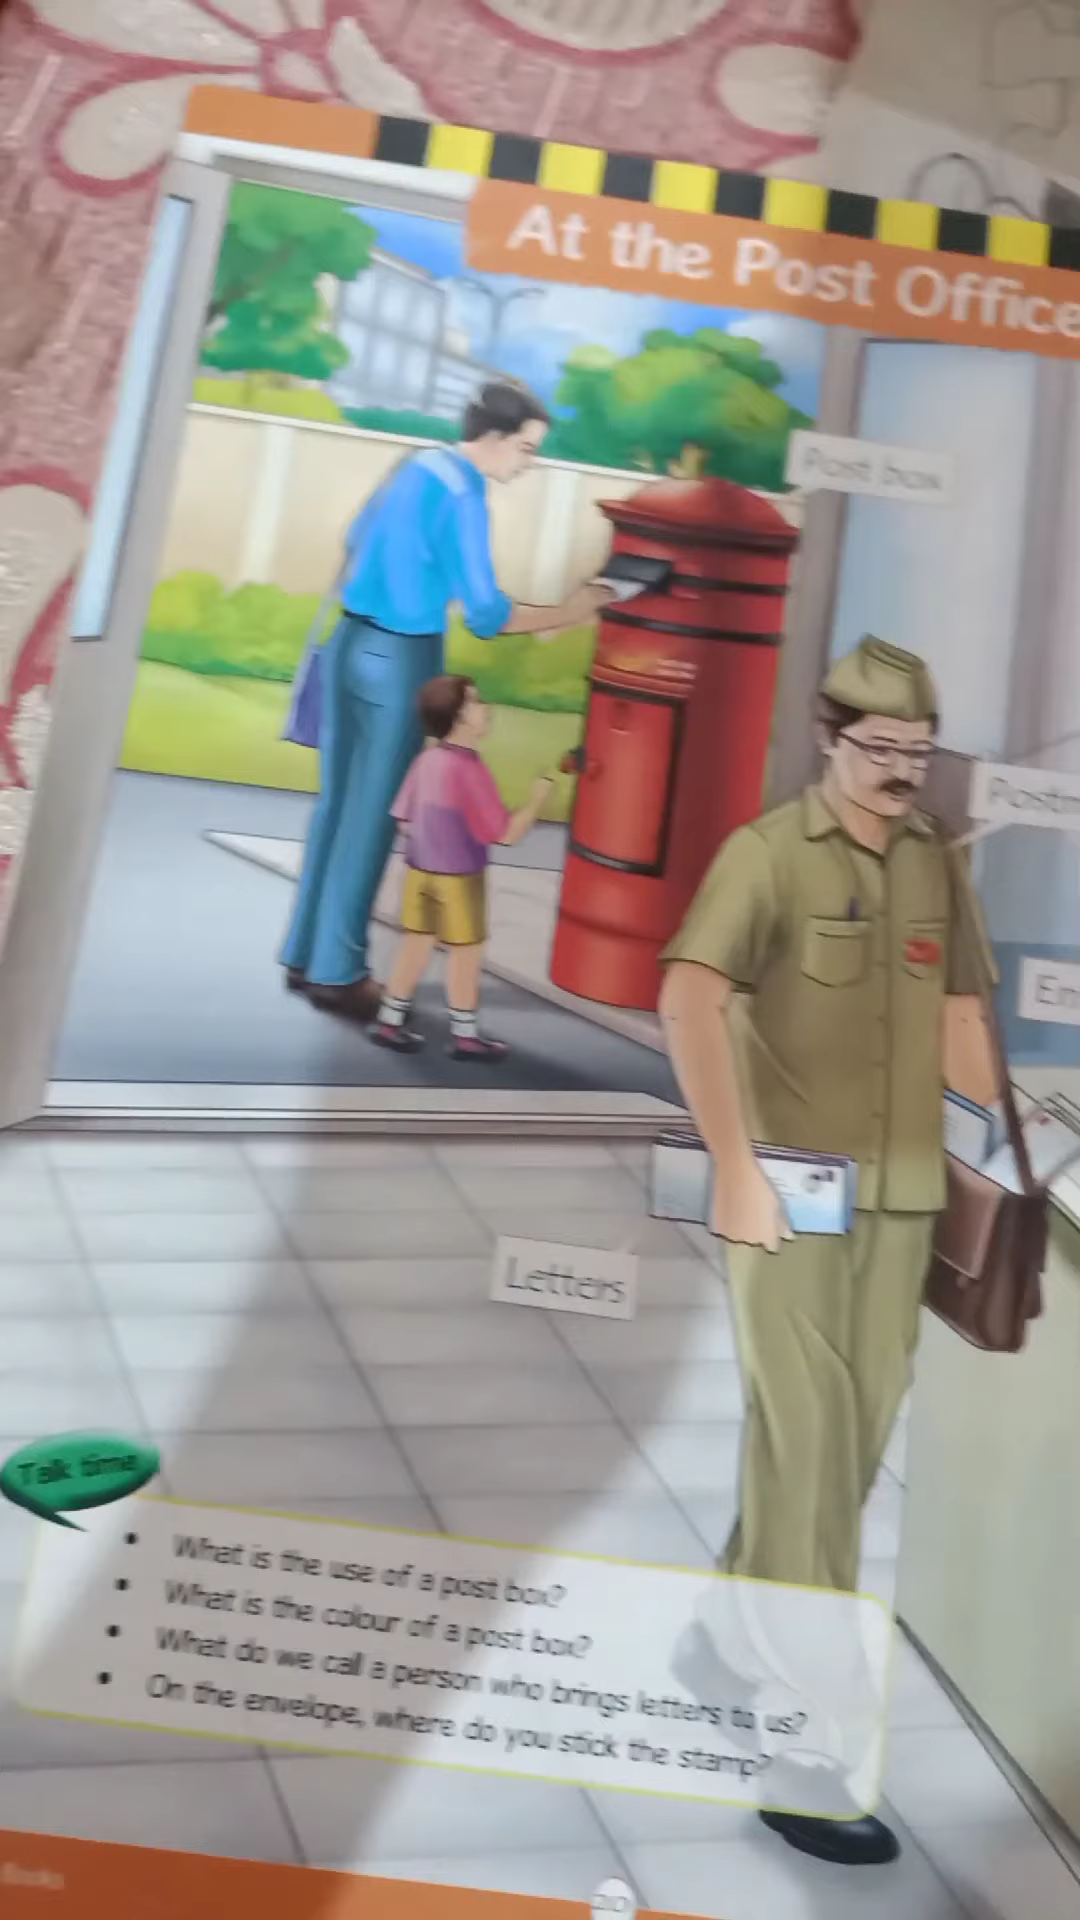 At the Post Office
Post box
Letters
Talk time
• What is the use of a post box?
• What is the colour of a post box?
• What do we call a person who brings letters to us?
• On the envelope, where do you stick the stamp?
Books